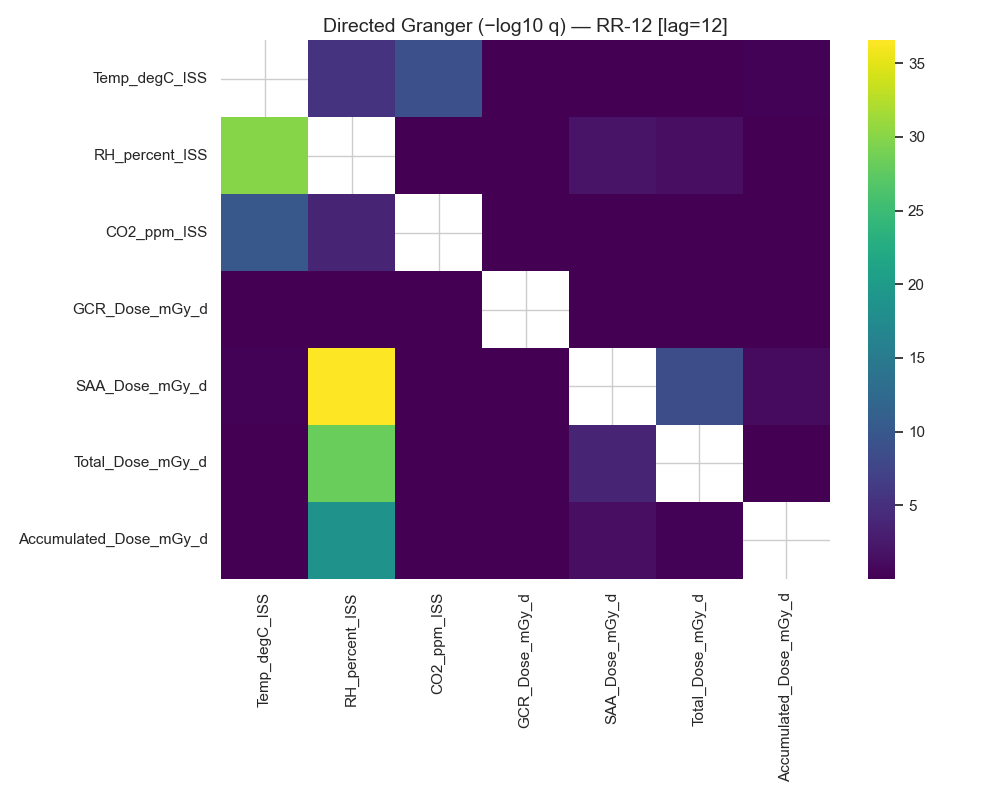 Directed Granger (−log10 q) — RR-12 [lag=12]
Temp_degC_ISS
RH_percent_ISS
CO2_ppm_ISS
GCR_Dose_mGy_d
SAA_Dose_mGy_d
Total_Dose_mGy_d
Accumulated_Dose_mGy_d
35
30
25
20
15
10
5
Temp_degC_ISS
RH_percent_ISS
CO2_ppm_ISS
GCR_Dose_mGy_d
SAA_Dose_mGy_d
Total_Dose_mGy_d
Accumulated_Dose_mGy_d